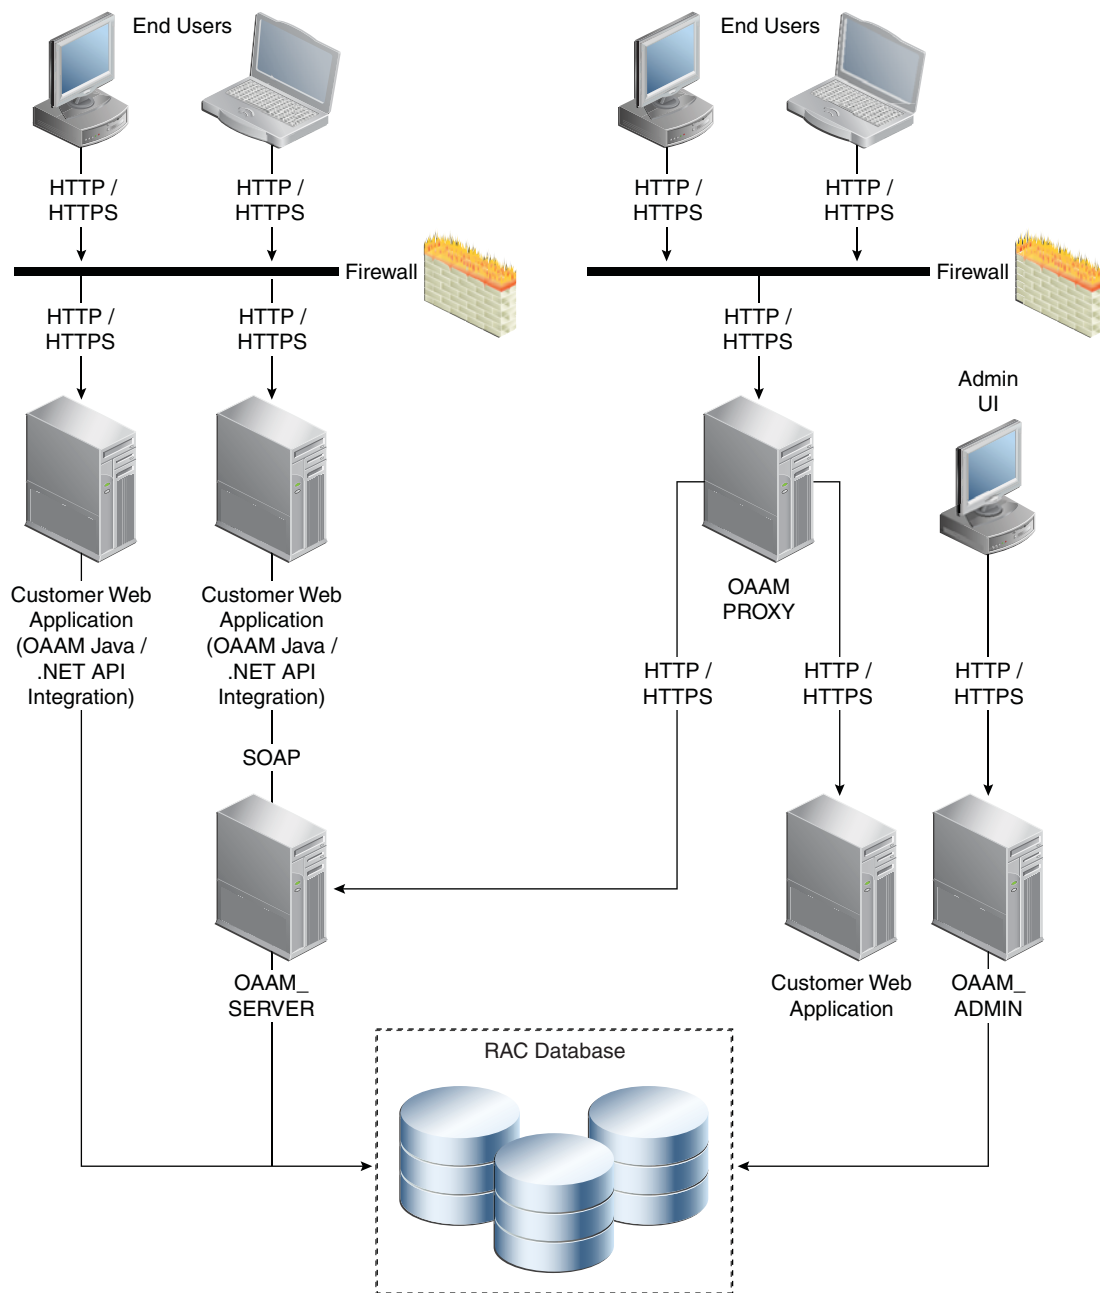 End Users
End Users
HTTP /
HTTPS
HTTP /
HTTPS
HTTP /
HTTPS
HTTP /
HTTPS
Firewall
Firewall
HTTP /
HTTPS
HTTP /
HTTPS
HTTP /
HTTPS
Admin
UI
Customer Web
Application
(OAAM Java /
.NET API
Integration)
Customer Web
Application
(OAAM Java /
.NET API
Integration)
OAAM
PROXY
HTTP /
HTTPS
HTTP /
HTTPS
HTTP /
HTTPS
SOAP
OAAM_
SERVER
Customer Web
Application
OAAM_
ADMIN
RAC Database